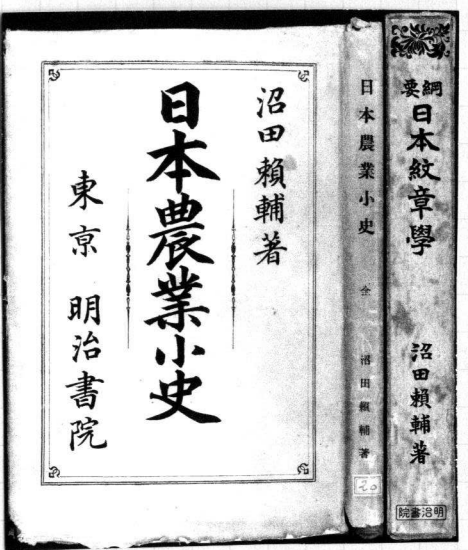 沼田頼輔著
日本農業小史
東京 明治書院
日本農業小史 全 沼田頼輔著
20
綱要
日本紋章學
沼田頼輔著
明治書院